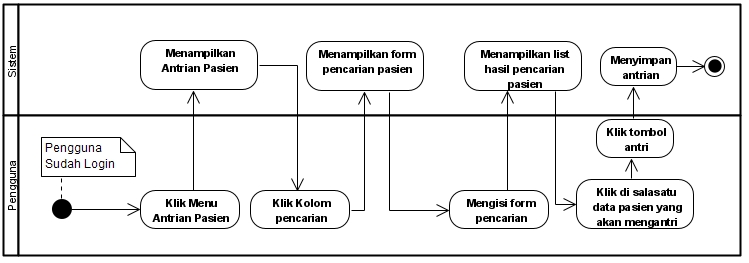 Sistem
Menampilkan
Antrian Pasien
Menampilkan form
pencarian pasien
Menampilkan list
hasil pencarian
pasien
Menyimpan
antrian
Pengguna
Pengguna
Sudah Login
Klik Menu
Antrian Pasien
Klik Kolom
pencarian
Mengisi form
pencarian
Klik tombol
antri
Klik di salasatu
data pasien yang
akan mengantri